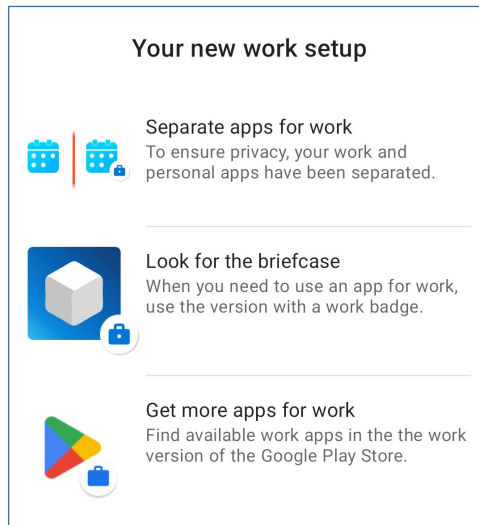 Your new work setup
Separate apps for work
To ensure privacy, your work and
personal apps have been separated.
Look for the briefcase
When you need to use an app for work,
use the version with a work badge.
Get more apps for work
Find available work apps in the the work
version of the Google Play Store.